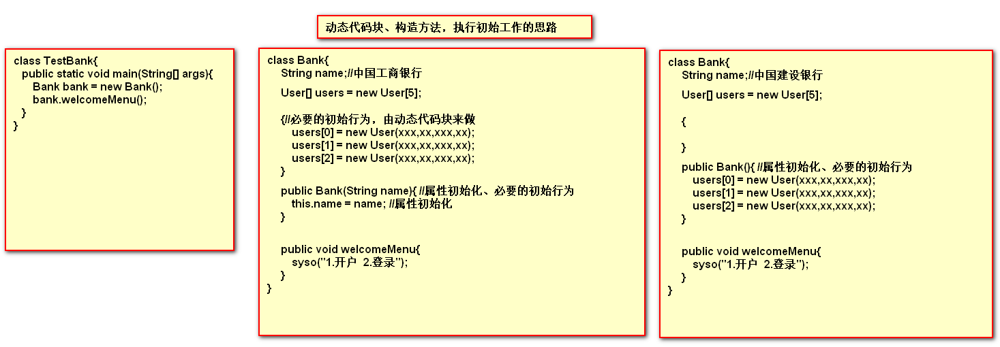 动态代码块、构造方法，执行初始工作的思路
class TestBank{
public static void main(String[] args){
Bank bank = new Bank();
bank.welcomeMenu();
}
}
class Bank{
String name;//中国工商银行
User[] users = new User[5];
{//必要的初始行为，由动态代码块来做
users[0] = new User(xxx,xx,xxx,xx);
users[1] = new User(xxx,xx,xxx,xx);
users[2] = new User(xxx,xx,xxx,xx);
}
public Bank(String name){ //属性初始化、必要的初始行为
this.name = name; //属性初始化
}
public void welcomeMenu{
syso("1.开户  2.登录");
}
}
class Bank{
String name;//中国建设银行
User[] users = new User[5];
{
}
public Bank(){ //属性初始化、必要的初始行为
users[0] = new User(xxx,xx,xxx,xx);
users[1] = new User(xxx,xx,xxx,xx);
users[2] = new User(xxx,xx,xxx,xx);
}
public void welcomeMenu{
syso("1.开户  2.登录");
}
}